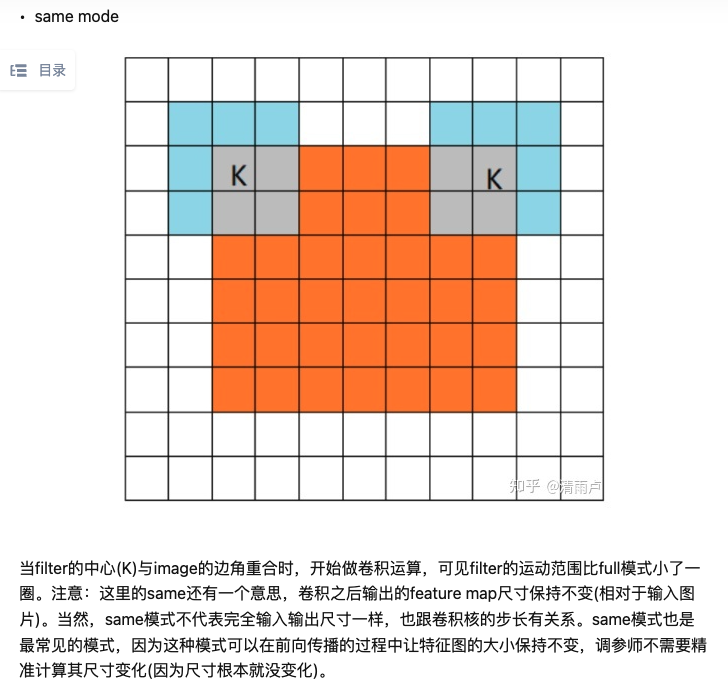 • same mode
目录
K
K
知乎 @清雨卢
当filter的中心(K)与image的边角重合时，开始做卷积运算，可见filter的运动范围比full模式小了一
圈。注意：这里的same还有一个意思，卷积之后输出的feature map尺寸保持不变(相对于输入图
片)。当然，same模式不代表完全输入输出尺寸一样，也跟卷积核的步长有关系。same模式也是
最常见的模式，因为这种模式可以在前向传播的过程中让特征图的大小保持不变，调参师不需要精
准计算其尺寸变化(因为尺寸根本就没变化)。